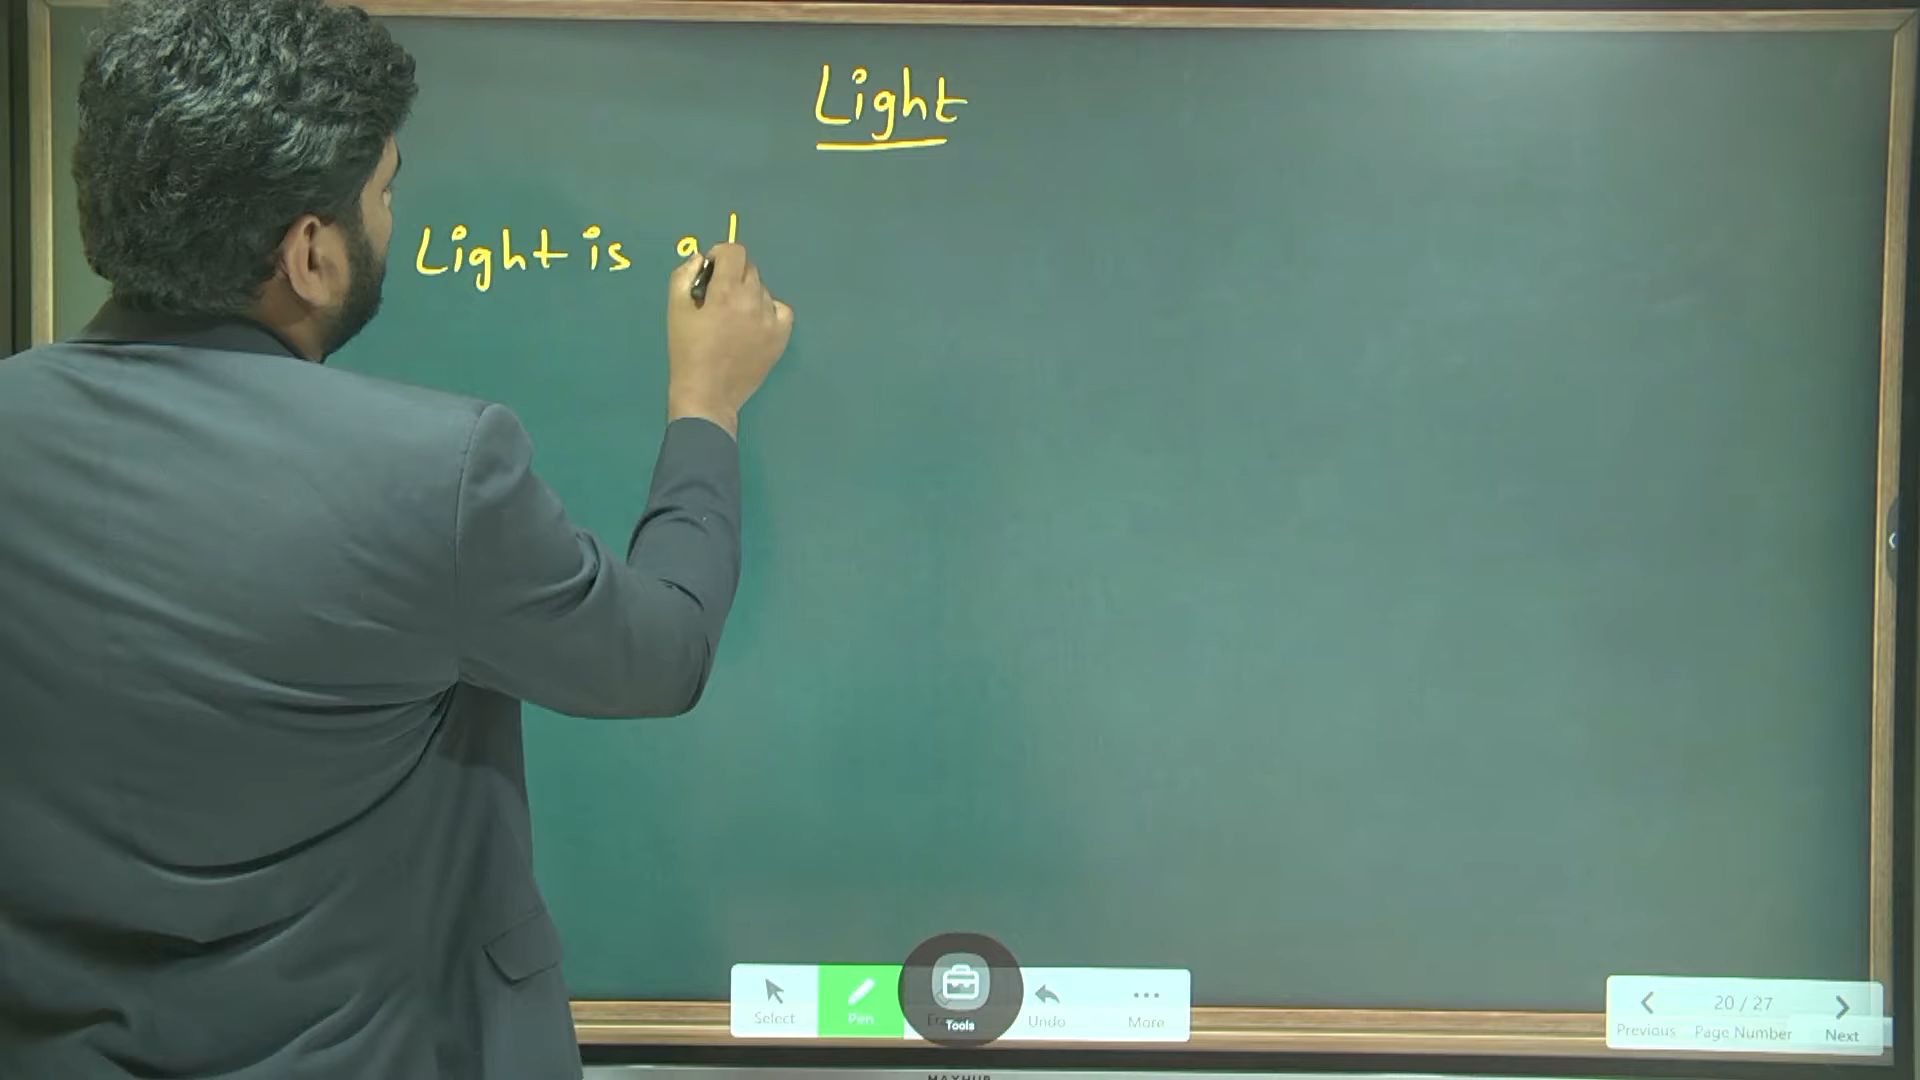 Light
Light is a
Select
Pen
Tools
Undo
More
20 / 27
Previous
Page Number
Next